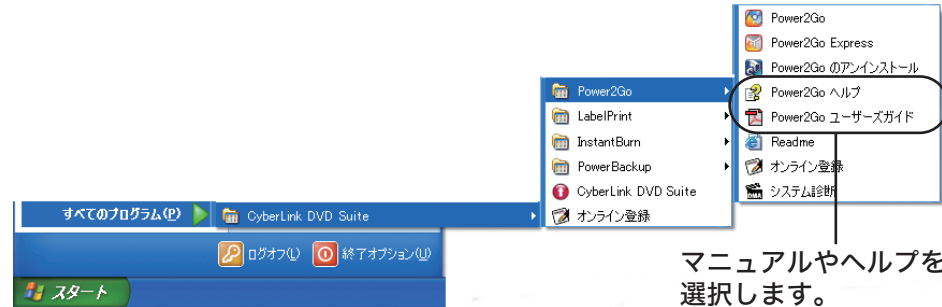 Power2Go
Power2Go Express
Power2Go のアンインストール
Power2Go ヘルプ
Power2Go ユーザーズガイド
Readme
オンライン登録
システム診断
Power2Go
LabelPrint
InstantBurn
PowerBackup
CyberLink DVD Suite
オンライン登録
すべてのプログラム(P)
CyberLink DVD Suite
ログオフ(L)
終了オプション(U)
スタート
マニュアルやヘルプを
選択します。